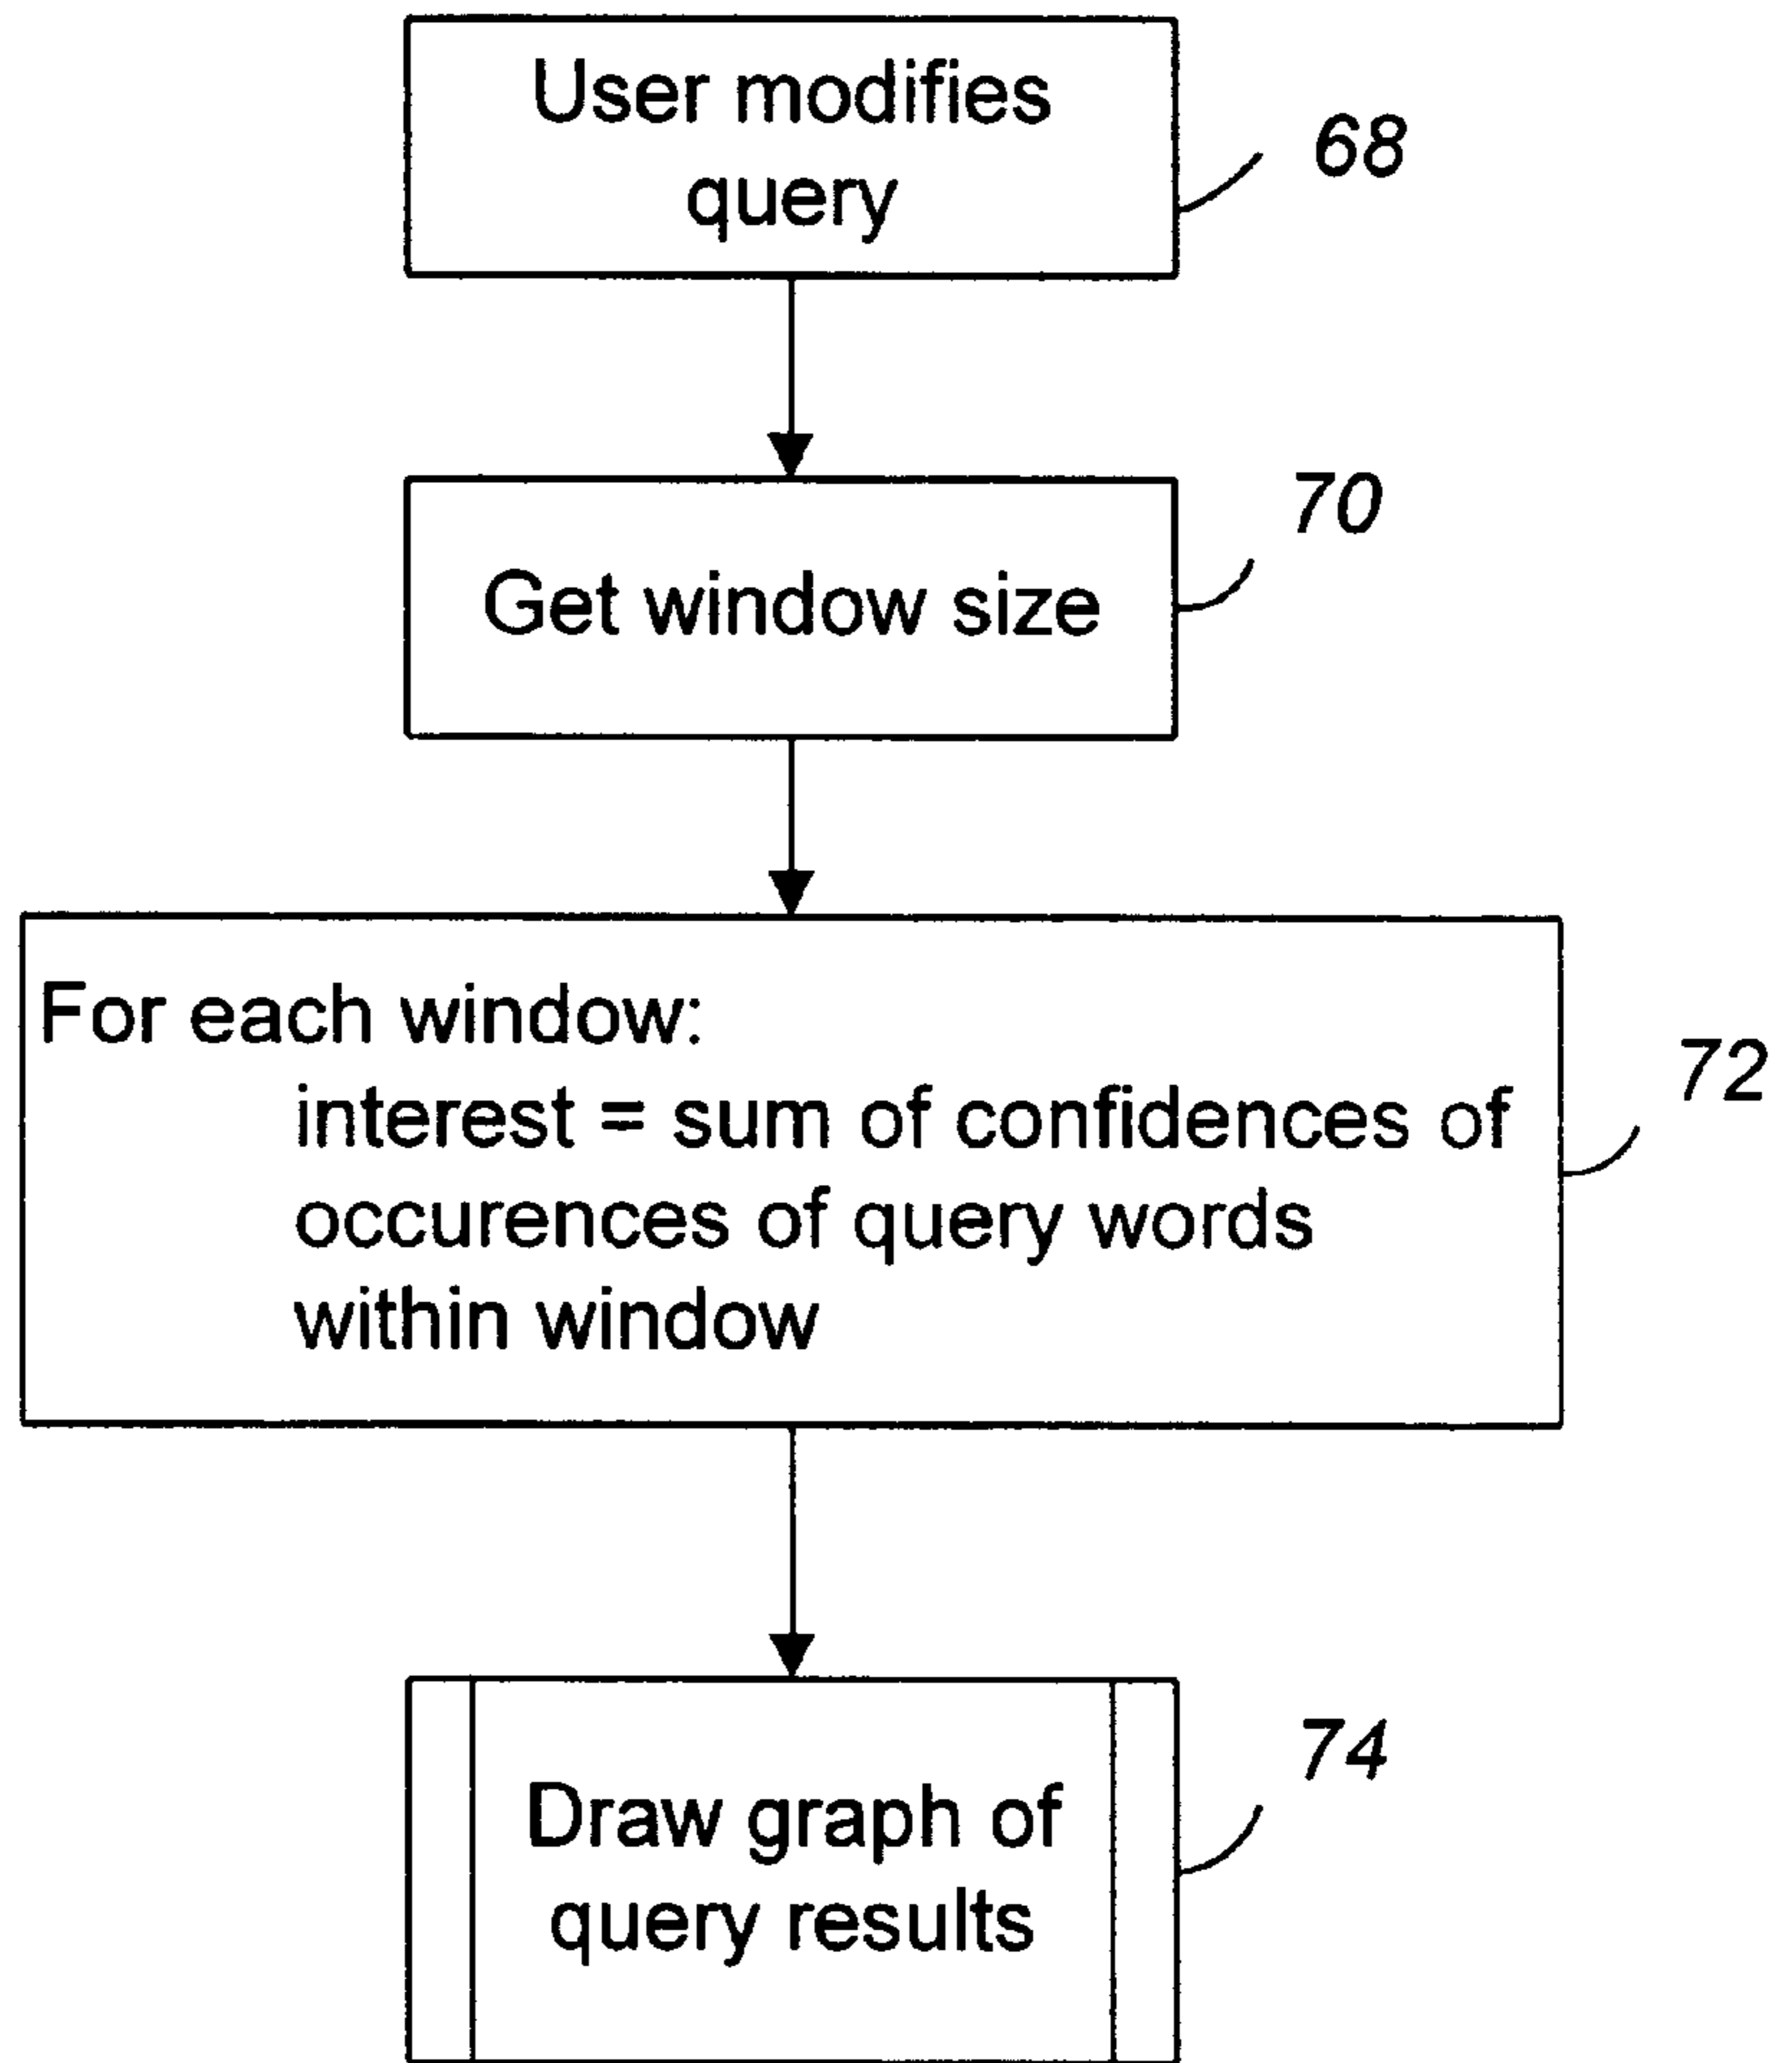 User modifies
query
68
Get window size
70
For each window:
interest = sum of confidences of
occurences of query words
within window
72
Draw graph of
query results
74